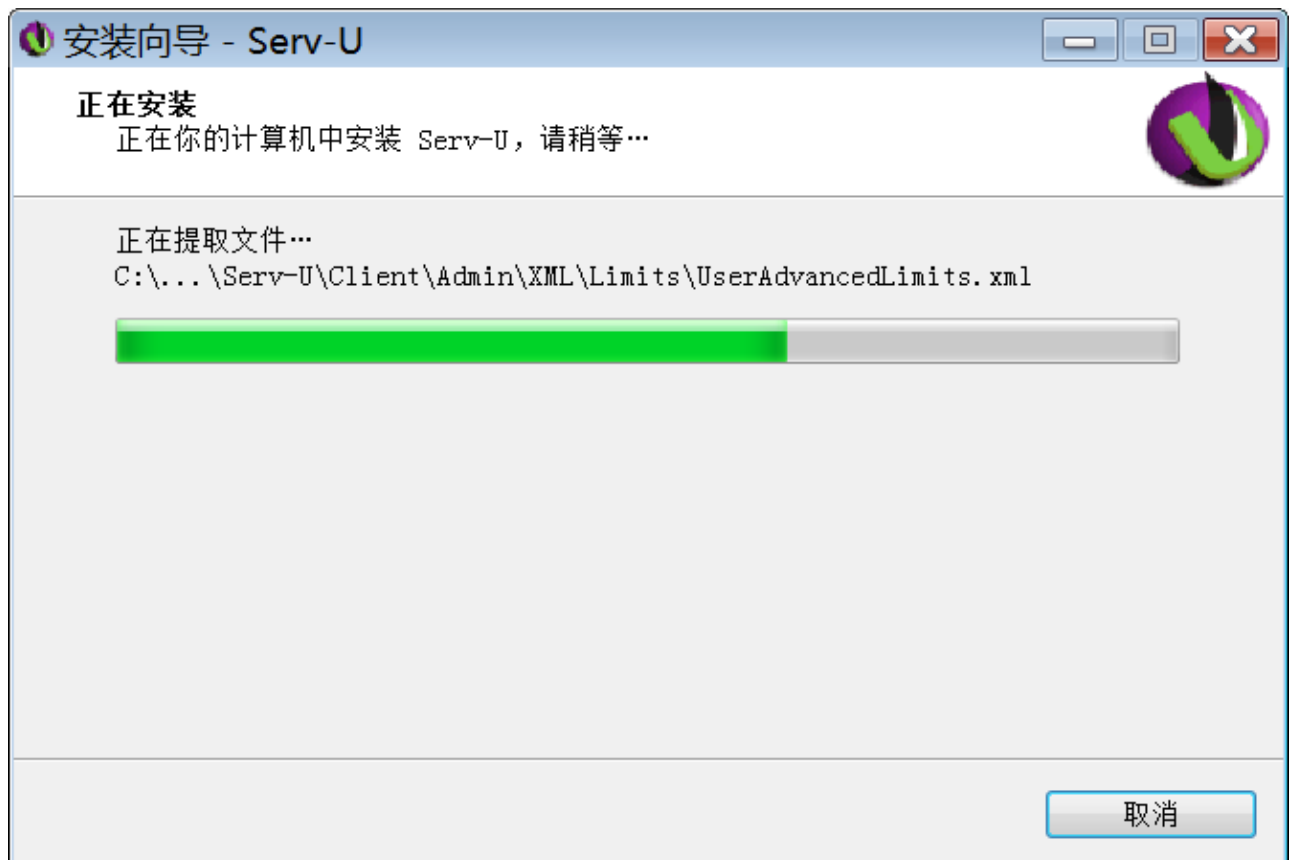 安装向导 - Serv-U
正在安装
正在你的计算机中安装 Serv-U，请稍等…
正在提取文件…
C:\...\Serv-U\Client\Admin\XML\Limits\UserAdvancedLimits.xml
取消